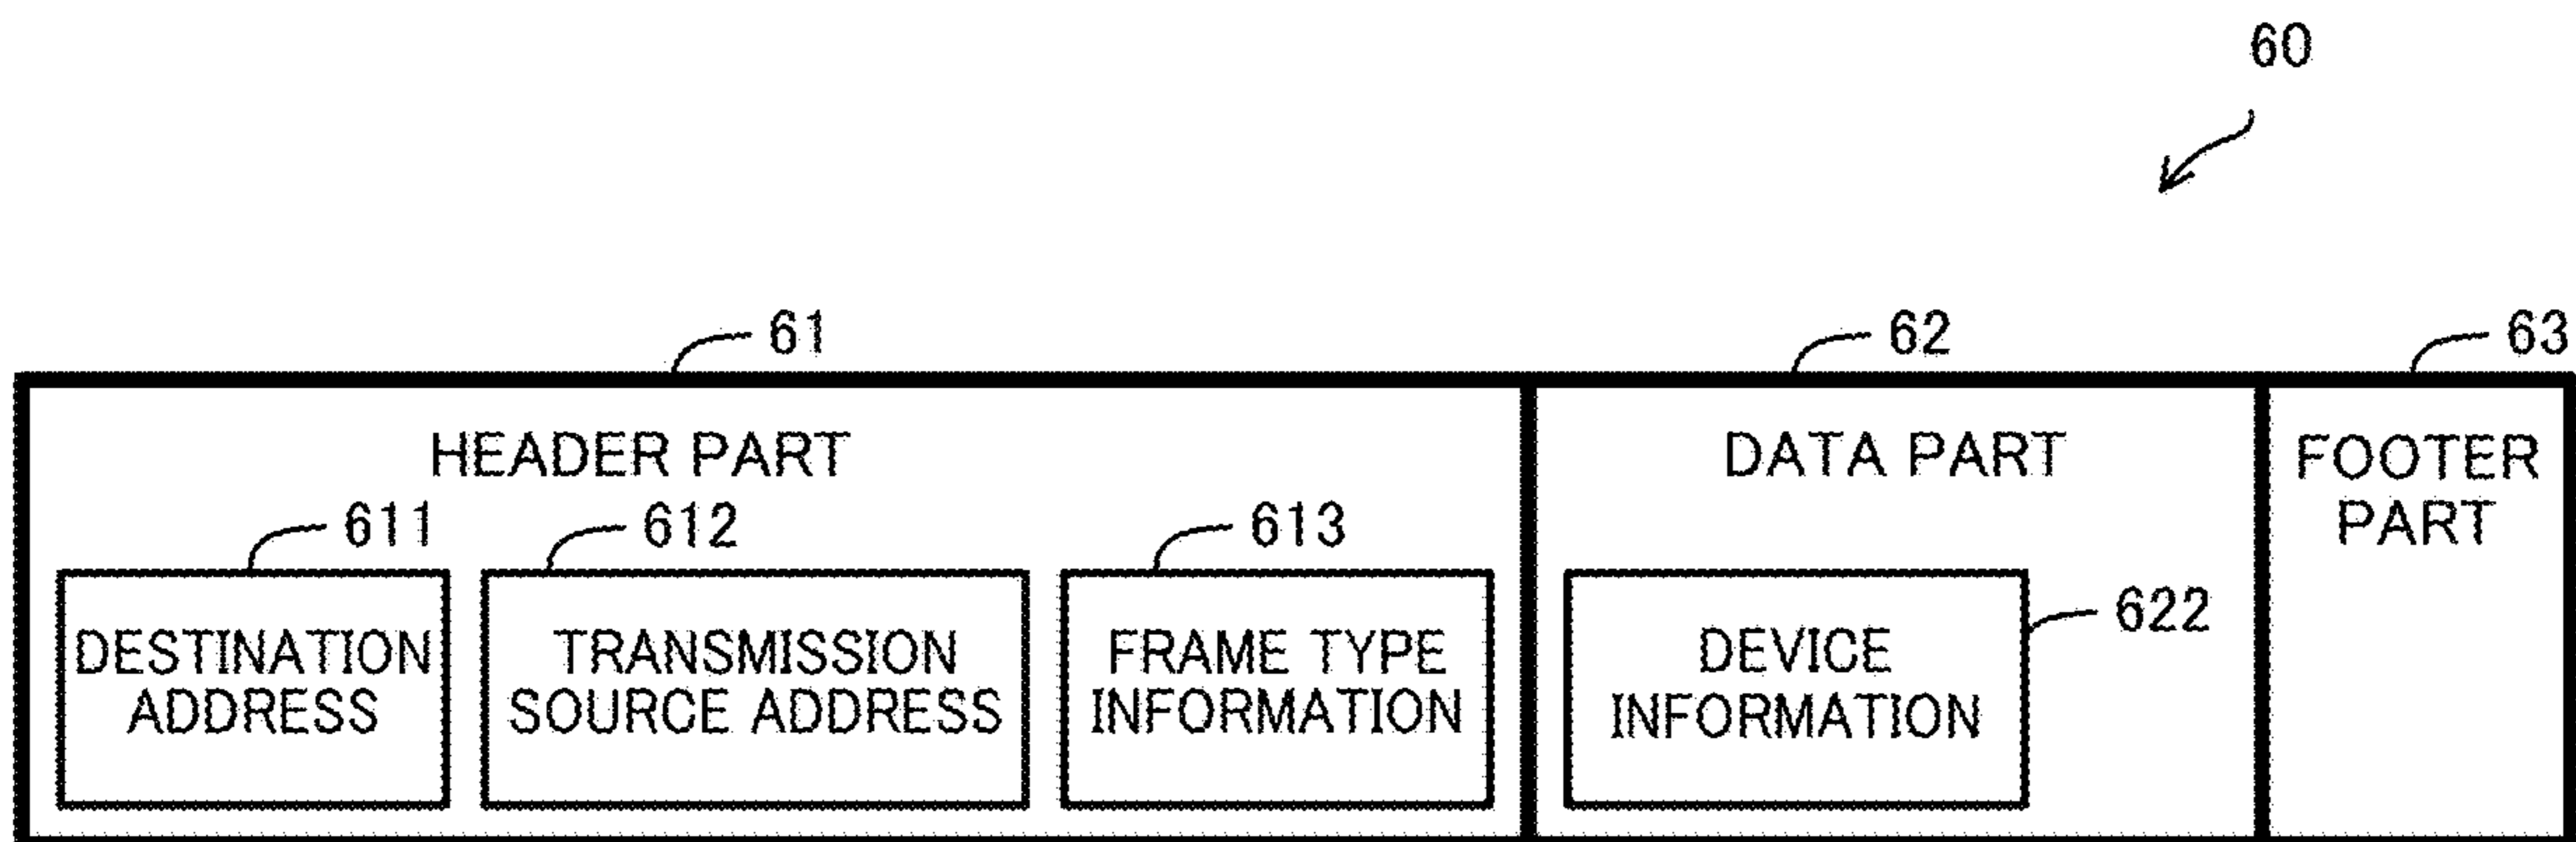 60
61
62
63
HEADER PART
DATA PART
FOOTER
PART
611
612
613
622
DESTINATION
ADDRESS
TRANSMISSION
SOURCE ADDRESS
FRAME TYPE
INFORMATION
DEVICE
INFORMATION